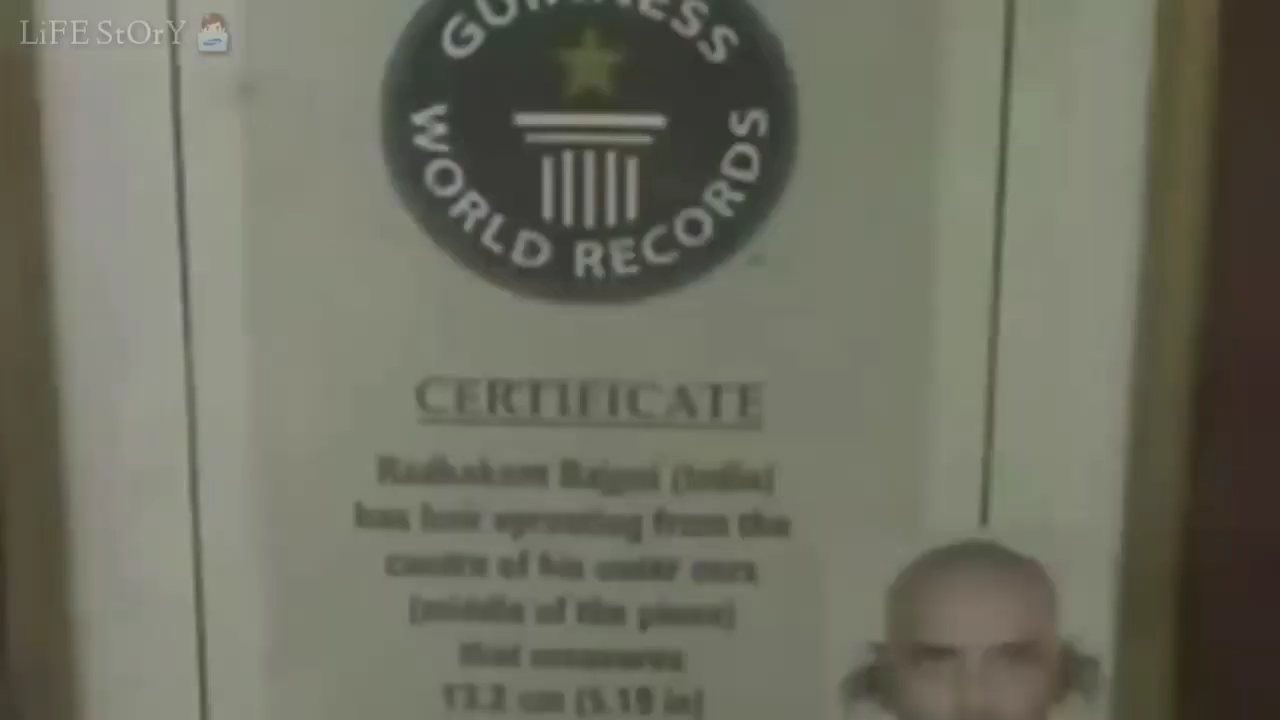 LiFE StOrY
GUINNESS
WORLD RECORDS
CERTIFICATE
Radhakant Bajpai (India)
has hair sprouting from the
centre of his outer ears
(middle of the pinna)
that measures
13.2 cm (5.19 in)